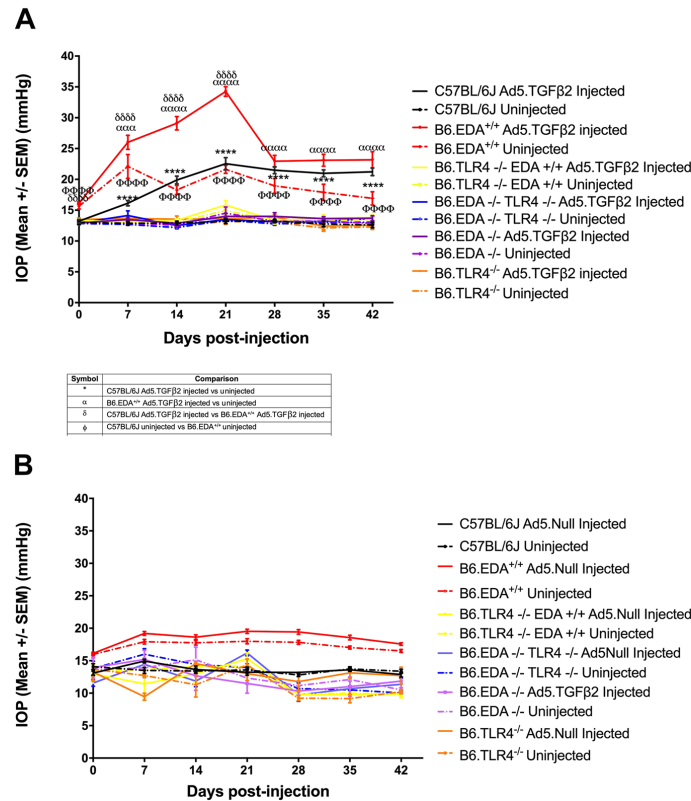 A
IOP (Mean +/- SEM) (mmHg)
40
35
30
25
20
15
10
5
0
δδδδ
ααα
δδδδ
αααα
δδδδ
αααα
αααα
αααα
αααα
ΦΦΦΦ
δδδδ
****
ΦΦΦΦ
****
ΦΦΦΦ
****
ΦΦΦΦ
****
ΦΦΦΦ
****
ΦΦΦΦ
****
ΦΦΦΦ
0 7 14 21 28 35 42
Days post-injection
C57BL/6J Ad5.TGFβ2 Injected
C57BL/6J Uninjected
B6.EDA+/+ Ad5.TGFβ2 injected
B6.EDA+/+ Uninjected
B6.TLR4 -/- EDA +/+ Ad5.TGFβ2 Injected
B6.TLR4 -/- EDA +/+ Uninjected
B6.EDA -/- TLR4 -/- Ad5.TGFβ2 Injected
B6.EDA -/- TLR4 -/- Uninjected
B6.EDA -/- Ad5.TGFβ2 Injected
B6.EDA -/- Uninjected
B6.TLR4-/- Ad5.TGFβ2 injected
B6.TLR4-/- Uninjected
Symbol Comparison
* C57BL/6J Ad5.TGFβ2 injected vs uninjected
α B6.EDA+/+ Ad5.TGFβ2 injected vs uninjected
δ C57BL/6J Ad5.TGFβ2 injected vs B6.EDA+/+ Ad5.TGFβ2 injected
ϕ C57BL/6J uninjected vs B6.EDA+/+ uninjected
B
IOP (Mean +/- SEM) (mmHg)
40
35
30
25
20
15
10
5
0
0 7 14 21 28 35 42
Days post-injection
C57BL/6J Ad5.Null Injected
C57BL/6J Uninjected
B6.EDA+/+ Ad5.Null Injected
B6.EDA+/+ Uninjected
B6.TLR4 -/- EDA +/+ Ad5.Null Injected
B6.TLR4 -/- EDA +/+ Uninjected
B6.EDA -/- TLR4 -/- Ad5Null Injected
B6.EDA -/- TLR4 -/- Uninjected
B6.EDA -/- Ad5.TGFβ2 Injected
B6.EDA -/- Uninjected
B6.TLR4-/- Ad5.Null Injected
B6.TLR4-/- Uninjected